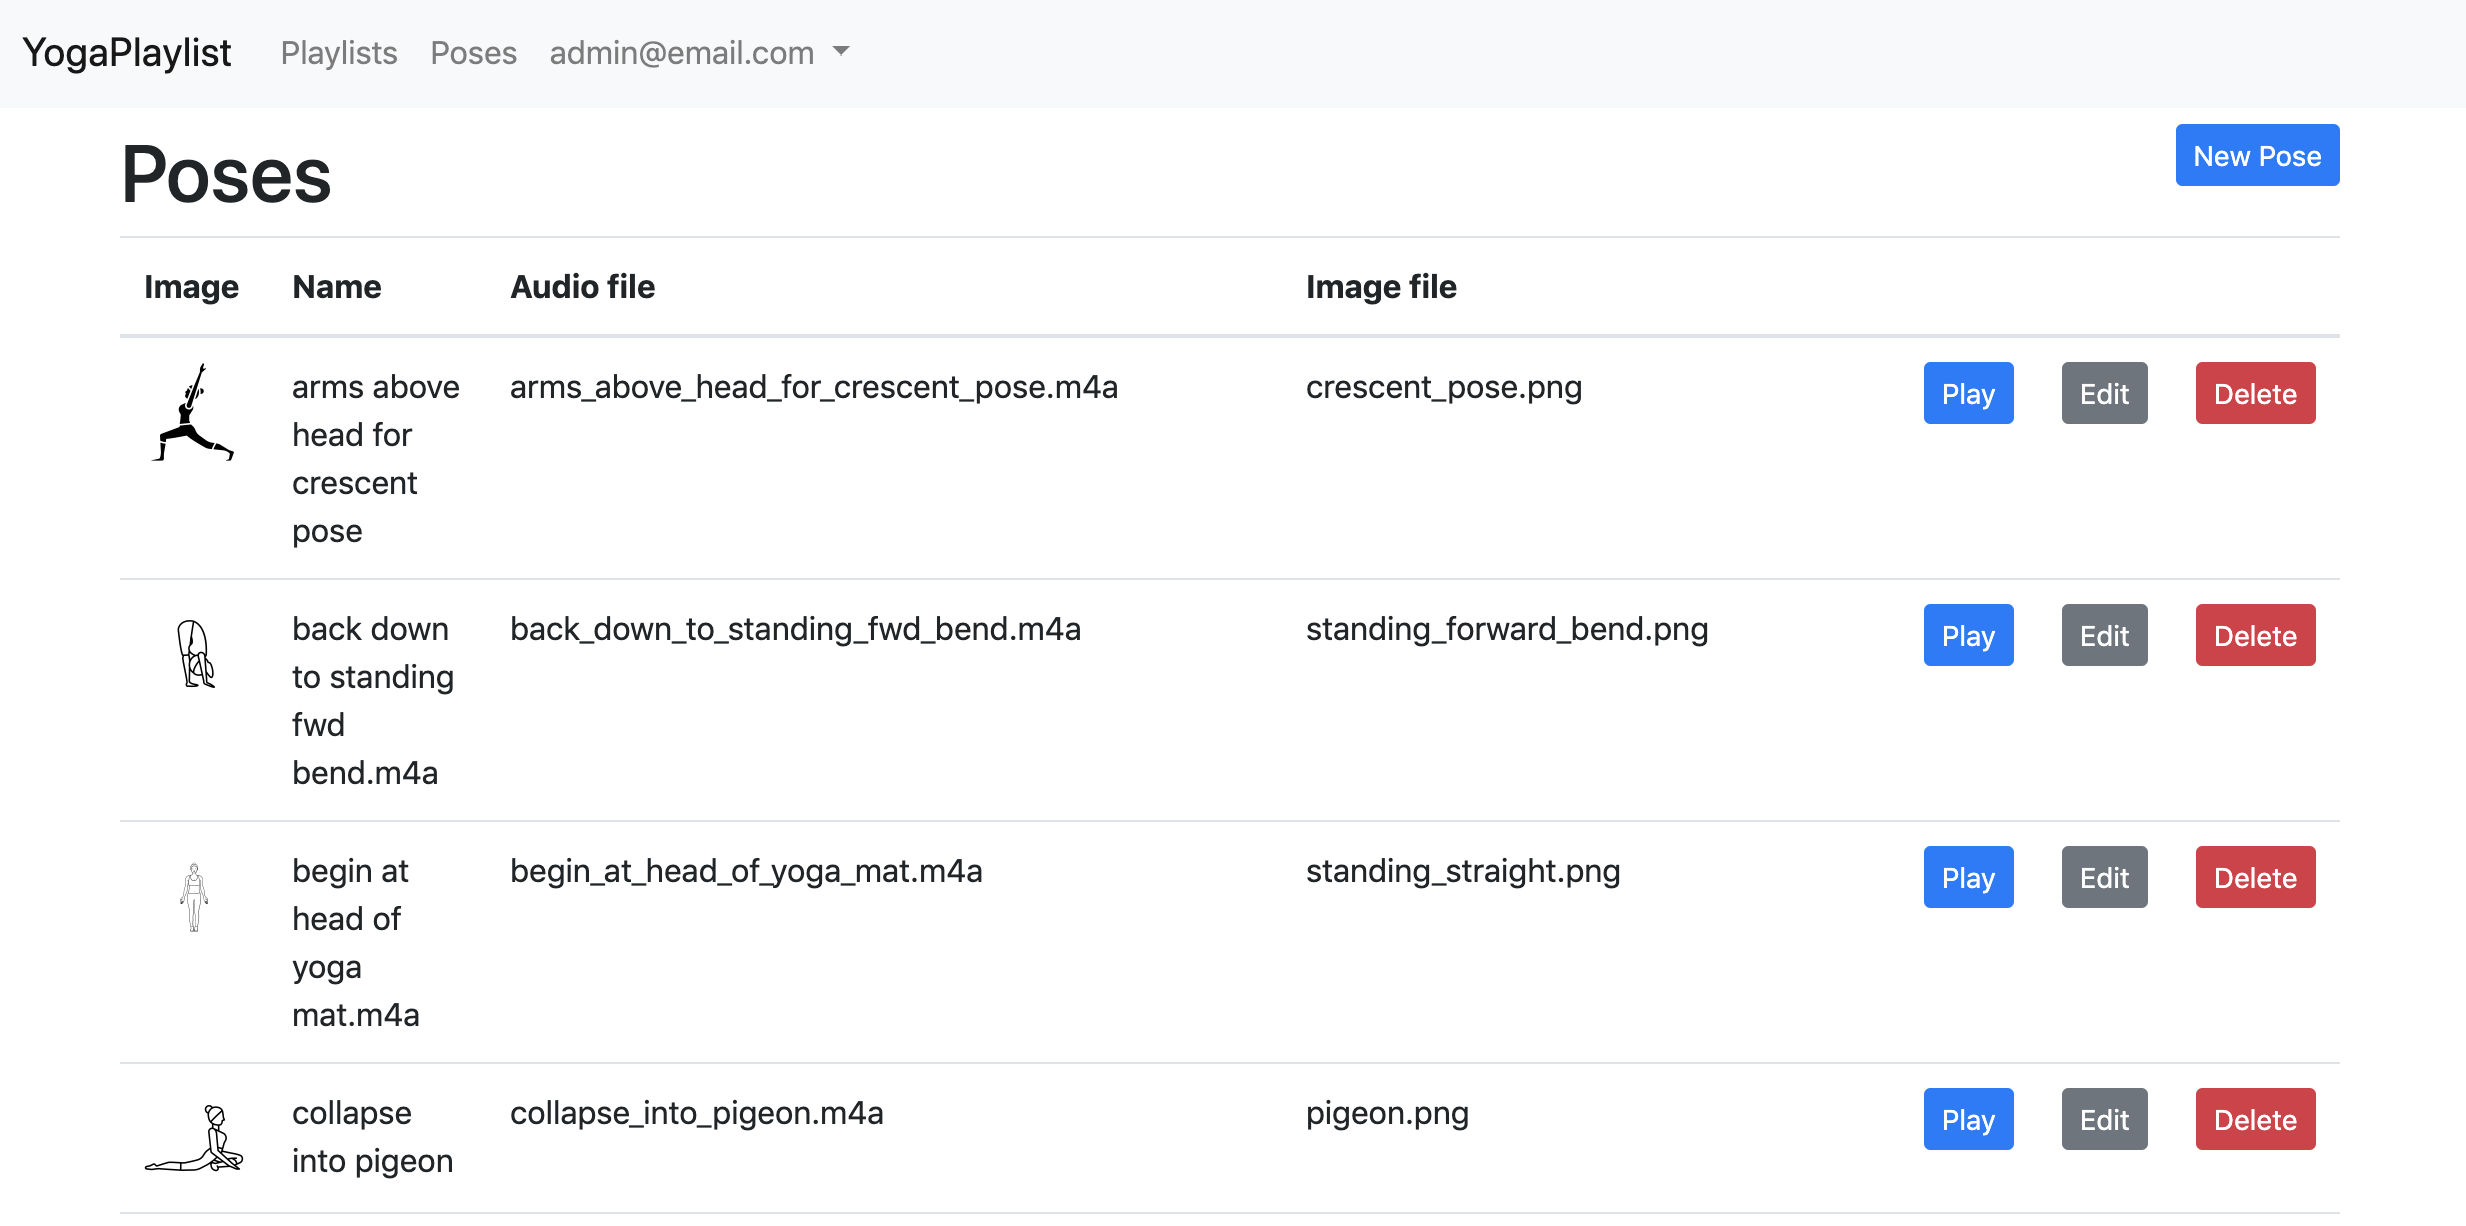 YogaPlaylist Playlists Poses admin@email.com
Poses
New Pose
Image Name Audio file Image file
arms above arms_above_head_for_crescent_pose.m4a crescent_pose.png Play Edit Delete
head for
crescent
pose
back down back_down_to_standing_fwd_bend.m4a standing_forward_bend.png Play Edit Delete
to standing
fwd
bend.m4a
begin at begin_at_head_of_yoga_mat.m4a standing_straight.png Play Edit Delete
head of
yoga
mat.m4a
collapse collapse_into_pigeon.m4a pigeon.png Play Edit Delete
into pigeon